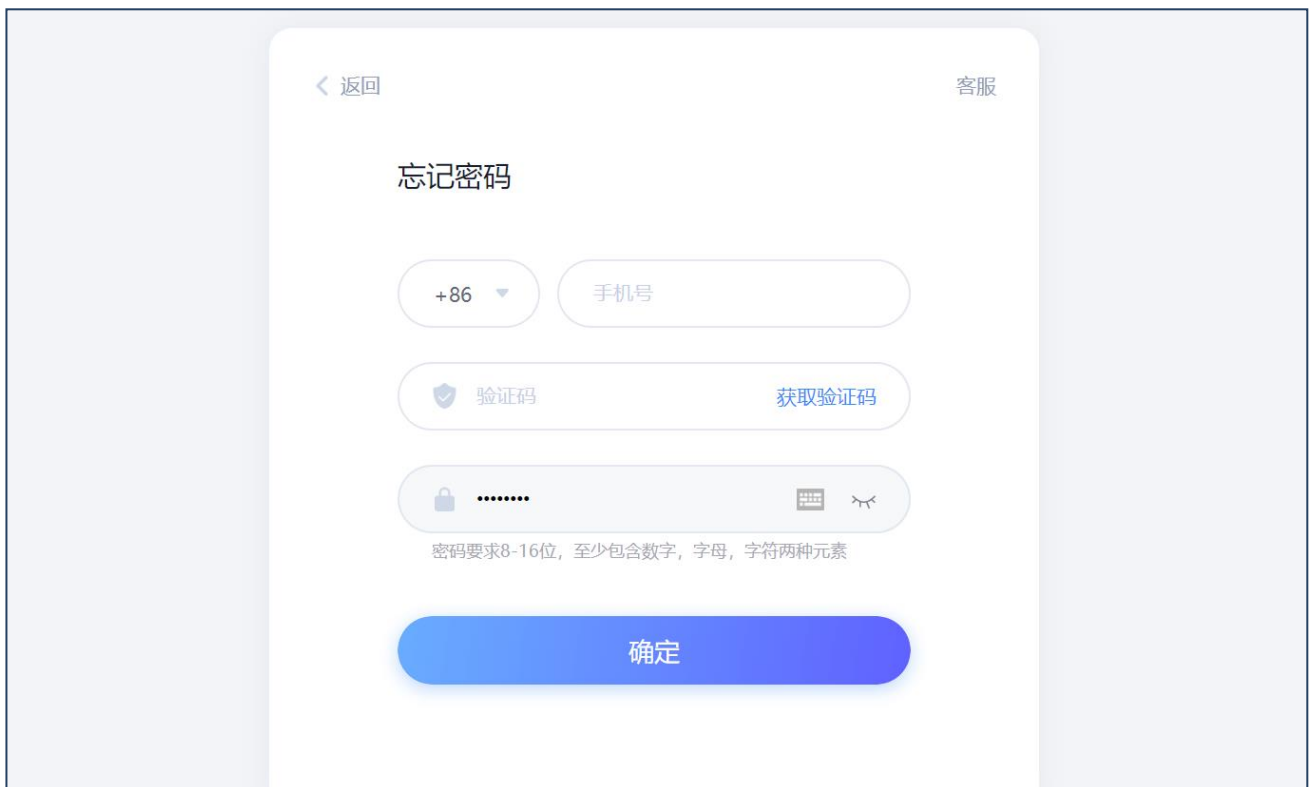 返回
客服
忘记密码
+86
手机号
验证码
获取验证码
••••••••
密码要求8-16位，至少包含数字，字母，字符两种元素
确定